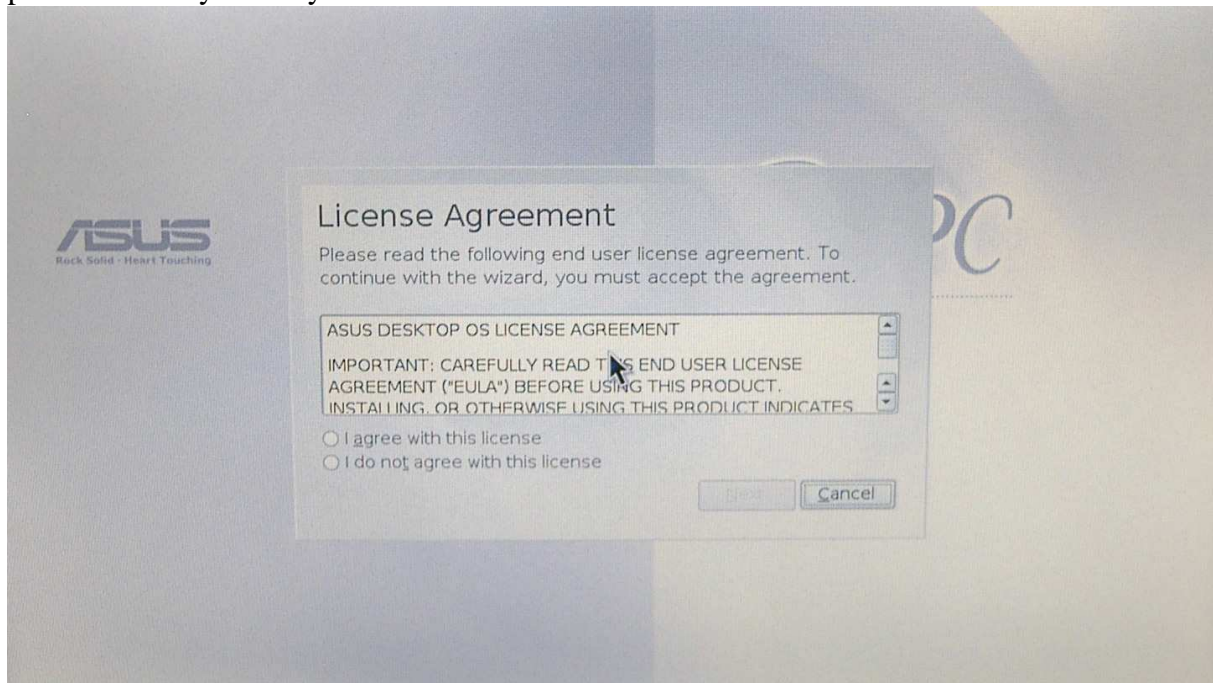 ASUS
Rock Solid - Heart Touching
PC
License Agreement
Please read the following end user license agreement. To
continue with the wizard, you must accept the agreement.
ASUS DESKTOP OS LICENSE AGREEMENT
IMPORTANT: CAREFULLY READ THIS END USER LICENSE
AGREEMENT ("EULA") BEFORE USING THIS PRODUCT.
INSTALLING, OR OTHERWISE USING THIS PRODUCT INDICATES
I agree with this license
I do not agree with this license
Next
Cancel